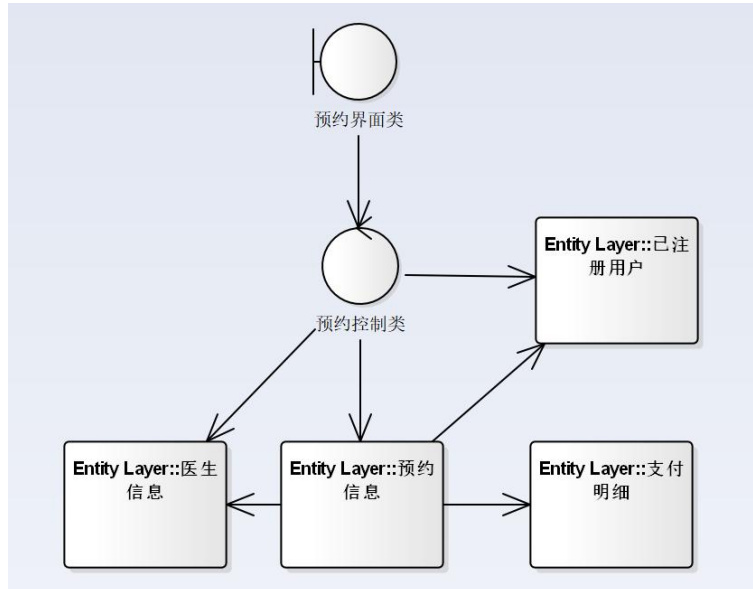 预约界面类
Entity Layer::已注
册用户
预约控制类
Entity Layer::医生
信息
Entity Layer::预约
信息
Entity Layer::支付
明细